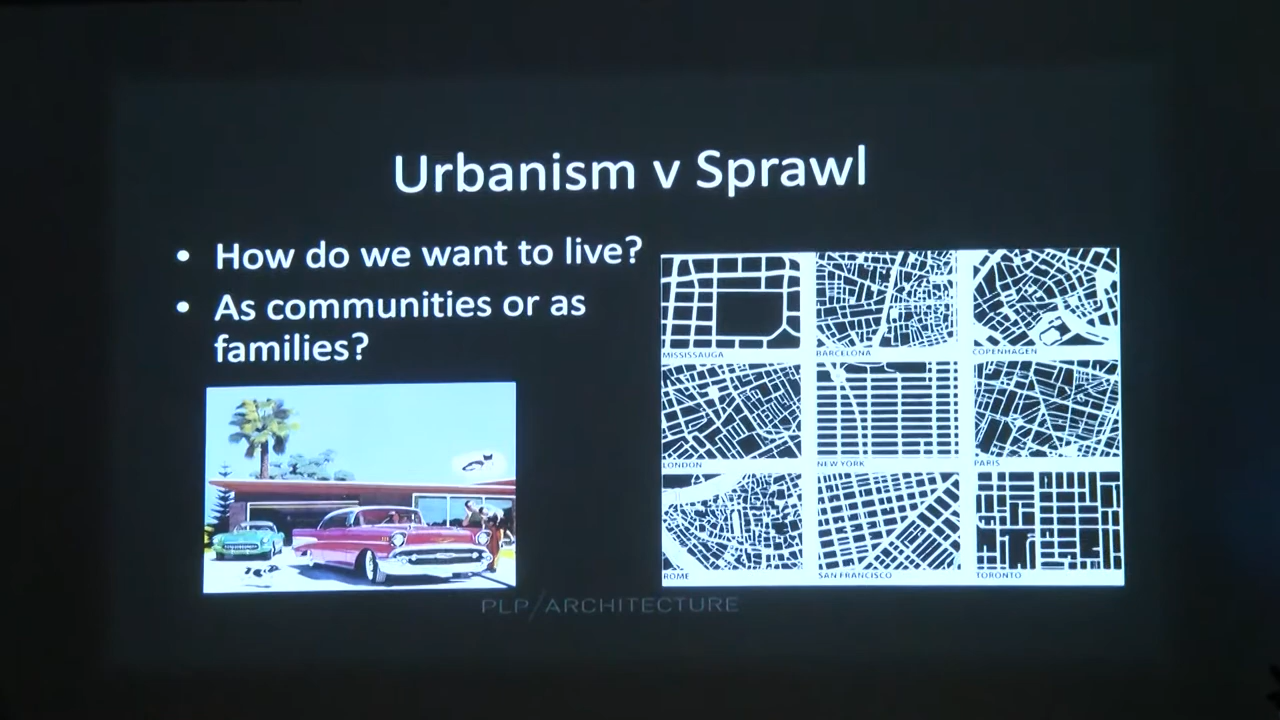 Urbanism v Sprawl
• How do we want to live?
• As communities or as
families?
MISSISSAUGA
BARCELONA
COPENHAGEN
LONDON
NEW YORK
PARIS
ROME
SAN FRANCISCO
TORONTO
PLP/ARCHITECTURE